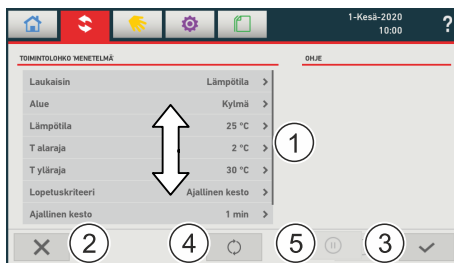 1-Kesä-2020
10:00
?
TOIMINTOLOHKO 'MENETELMÄ'
OHJE
Laukaisin Lämpötila >
Alue Kylmä >
Lämpötila 25 °C >
T alaraja 2 °C >
T yläraja 30 °C >
Lopetuskriteeri Ajallinen kesto >
Ajallinen kesto 1 min >
1
2 4 5 3